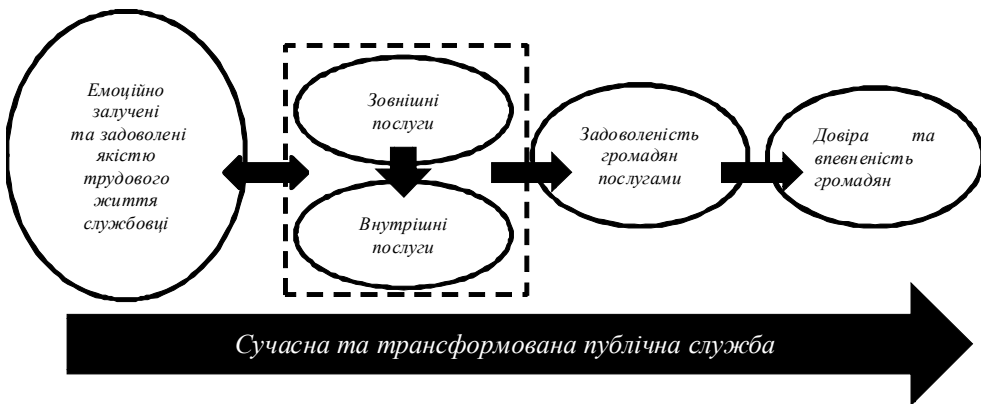 Емоційно
залучені
та задоволені
якістю
трудового
життя
службовці
Зовнішні
послуги
Внутрішні
послуги
Задоволеність
громадян
послугами
Довіра та
впевненість
громадян
Сучасна та трансформована публічна служба